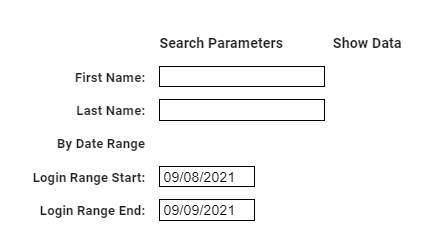 Search Parameters Show Data
First Name:
Last Name:
By Date Range
Login Range Start: 09/08/2021
Login Range End: 09/09/2021